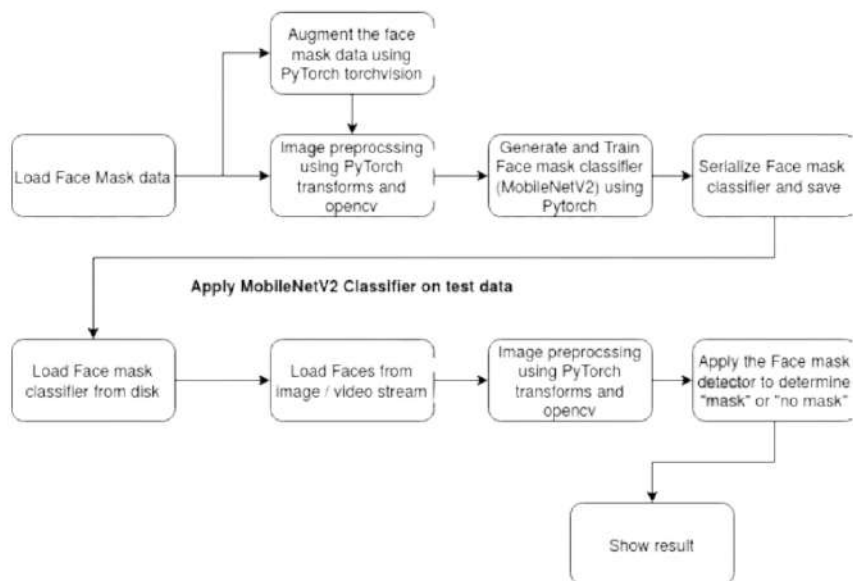 Augment the face
mask data using
PyTorch torchvision
Load Face Mask data
Image preprocssing
using PyTorch
transforms and
opencv
Generate and Train
Face mask classifier
(MobileNetV2) using
Pytorch
Serialize Face mask
classifier and save
Apply MobileNetV2 Classifier on test data
Load Face mask
classifier from disk
Load Faces from
image / video stream
Image preprocssing
using PyTorch
transforms and
opencv
Apply the Face mask
detector to determine
"mask" or "no mask"
Show result